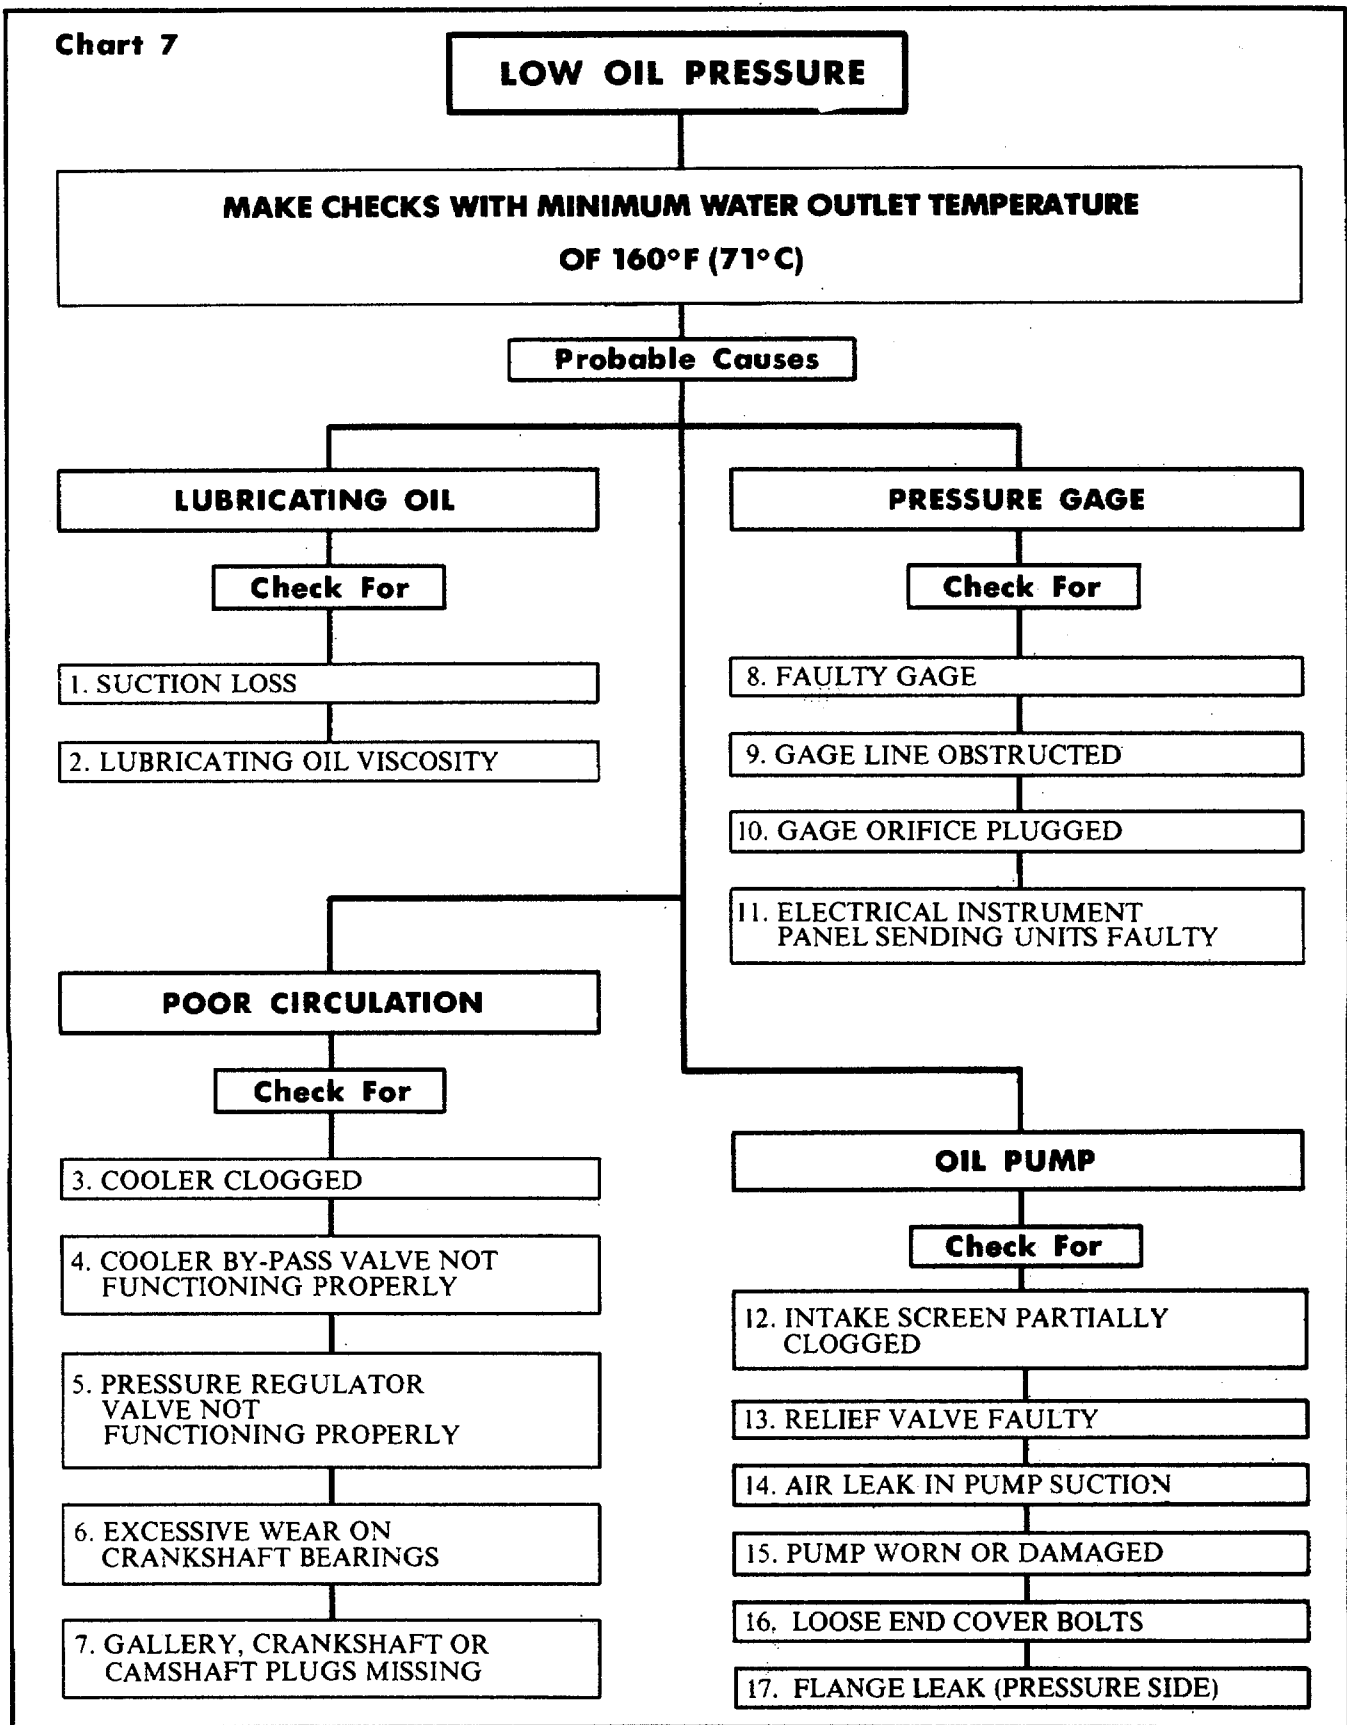 Chart 7
LOW OIL PRESSURE
MAKE CHECKS WITH MINIMUM WATER OUTLET TEMPERATURE
OF 160°F (71°C)
Probable Causes
LUBRICATING OIL
Check For
1. SUCTION LOSS
2. LUBRICATING OIL VISCOSITY
PRESSURE GAGE
Check For
8. FAULTY GAGE
9. GAGE LINE OBSTRUCTED
10. GAGE ORIFICE PLUGGED
11. ELECTRICAL INSTRUMENT
PANEL SENDING UNITS FAULTY
POOR CIRCULATION
Check For
3. COOLER CLOGGED
4. COOLER BY-PASS VALVE NOT
FUNCTIONING PROPERLY
5. PRESSURE REGULATOR
VALVE NOT
FUNCTIONING PROPERLY
6. EXCESSIVE WEAR ON
CRANKSHAFT BEARINGS
7. GALLERY, CRANKSHAFT OR
CAMSHAFT PLUGS MISSING
OIL PUMP
Check For
12. INTAKE SCREEN PARTIALLY
CLOGGED
13. RELIEF VALVE FAULTY
14. AIR LEAK IN PUMP SUCTION
15. PUMP WORN OR DAMAGED
16. LOOSE END COVER BOLTS
17. FLANGE LEAK (PRESSURE SIDE)